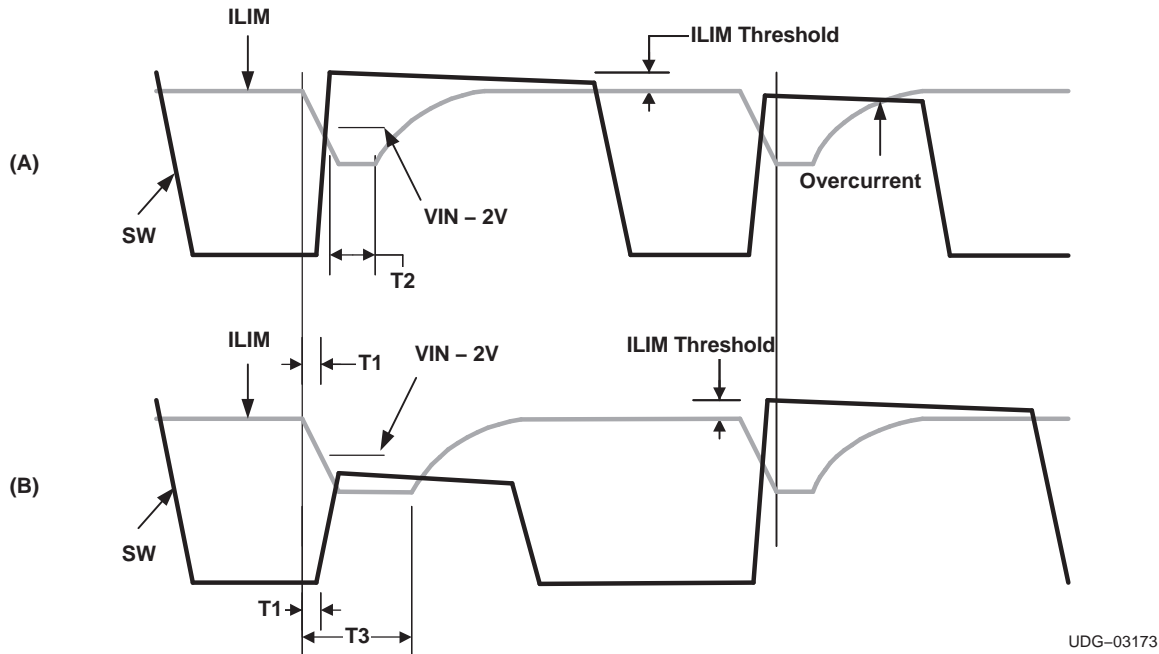 ILIM
ILIM Threshold
(A)
Overcurrent
VIN – 2V
SW
T2
ILIM
T1
VIN – 2V
ILIM Threshold
(B)
SW
T1
T3
UDG–03173